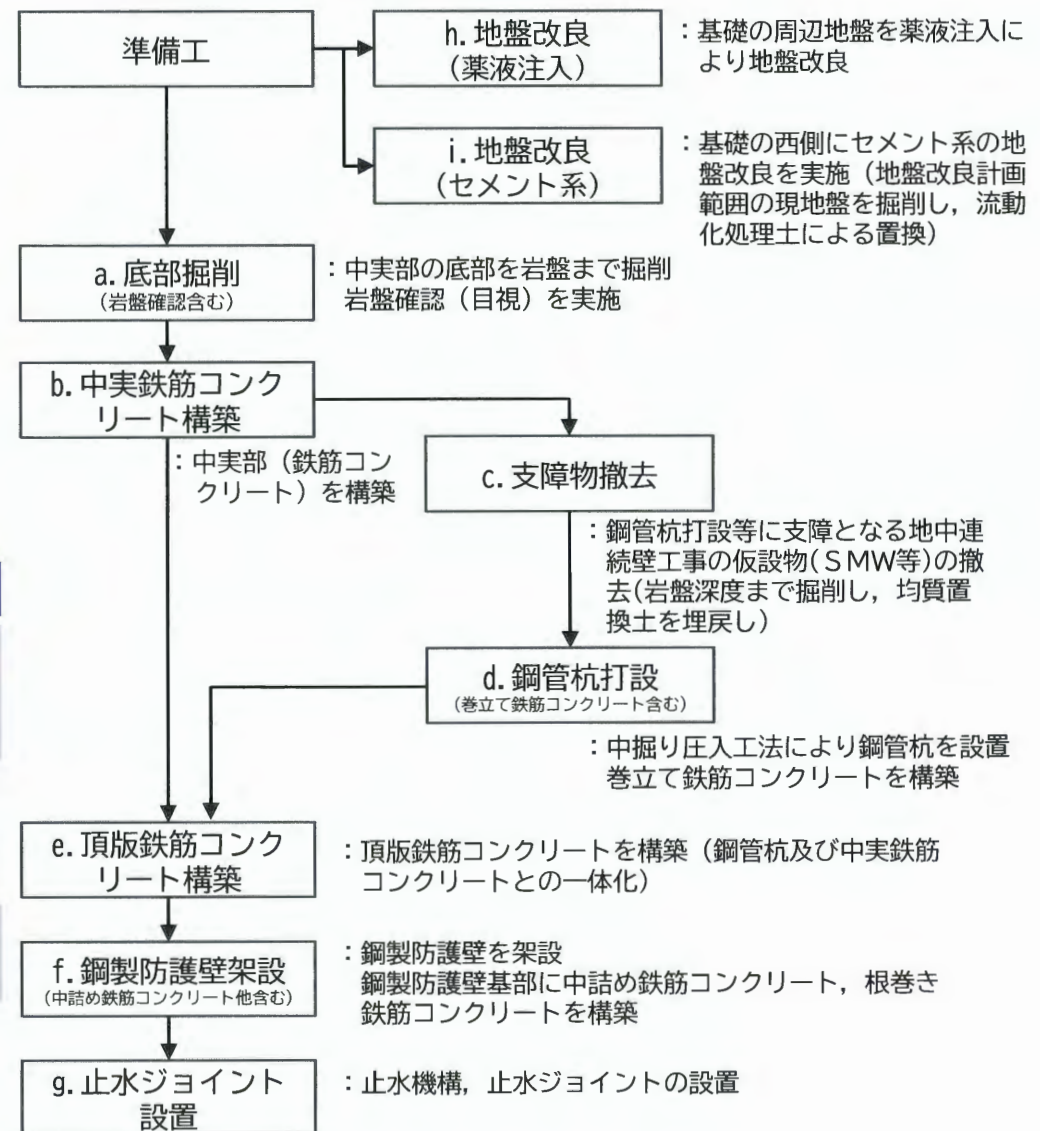 準備工
h.地盤改良
(薬液注入)
：基礎の周辺地盤を薬液注入に
より地盤改良
i.地盤改良
(セメント系)
：基礎の西側にセメント系の地
盤改良を実施（地盤改良計画
範囲の現地盤を掘削し，流動
化処理土による置換）
a.底部掘削
(岩盤確認含む)
：中実部の底部を岩盤まで掘削
岩盤確認（目視）を実施
b.中実鉄筋コンク
リート構築
：中実部（鉄筋コン
クリート）を構築
c.支障物撤去
：鋼管杭打設等に支障となる地中連
続壁工事の仮設物(ＳＭＷ等)の撤
去(岩盤深度まで掘削し，均質置
換土を埋戻し）
d.鋼管杭打設
(巻立て鉄筋コンクリート含む)
：中掘り圧入工法により鋼管杭を設置
巻立て鉄筋コンクリートを構築
e.頂版鉄筋コンク
リート構築
：頂版鉄筋コンクリートを構築（鋼管杭及び中実鉄筋
コンクリートとの一体化）
f.鋼製防護壁架設
(中詰め鉄筋コンクリート他含む)
：鋼製防護壁を架設
鋼製防護壁基部に中詰め鉄筋コンクリート，根巻き
鉄筋コンクリートを構築
g.止水ジョイント
設置
：止水機構，止水ジョイントの設置